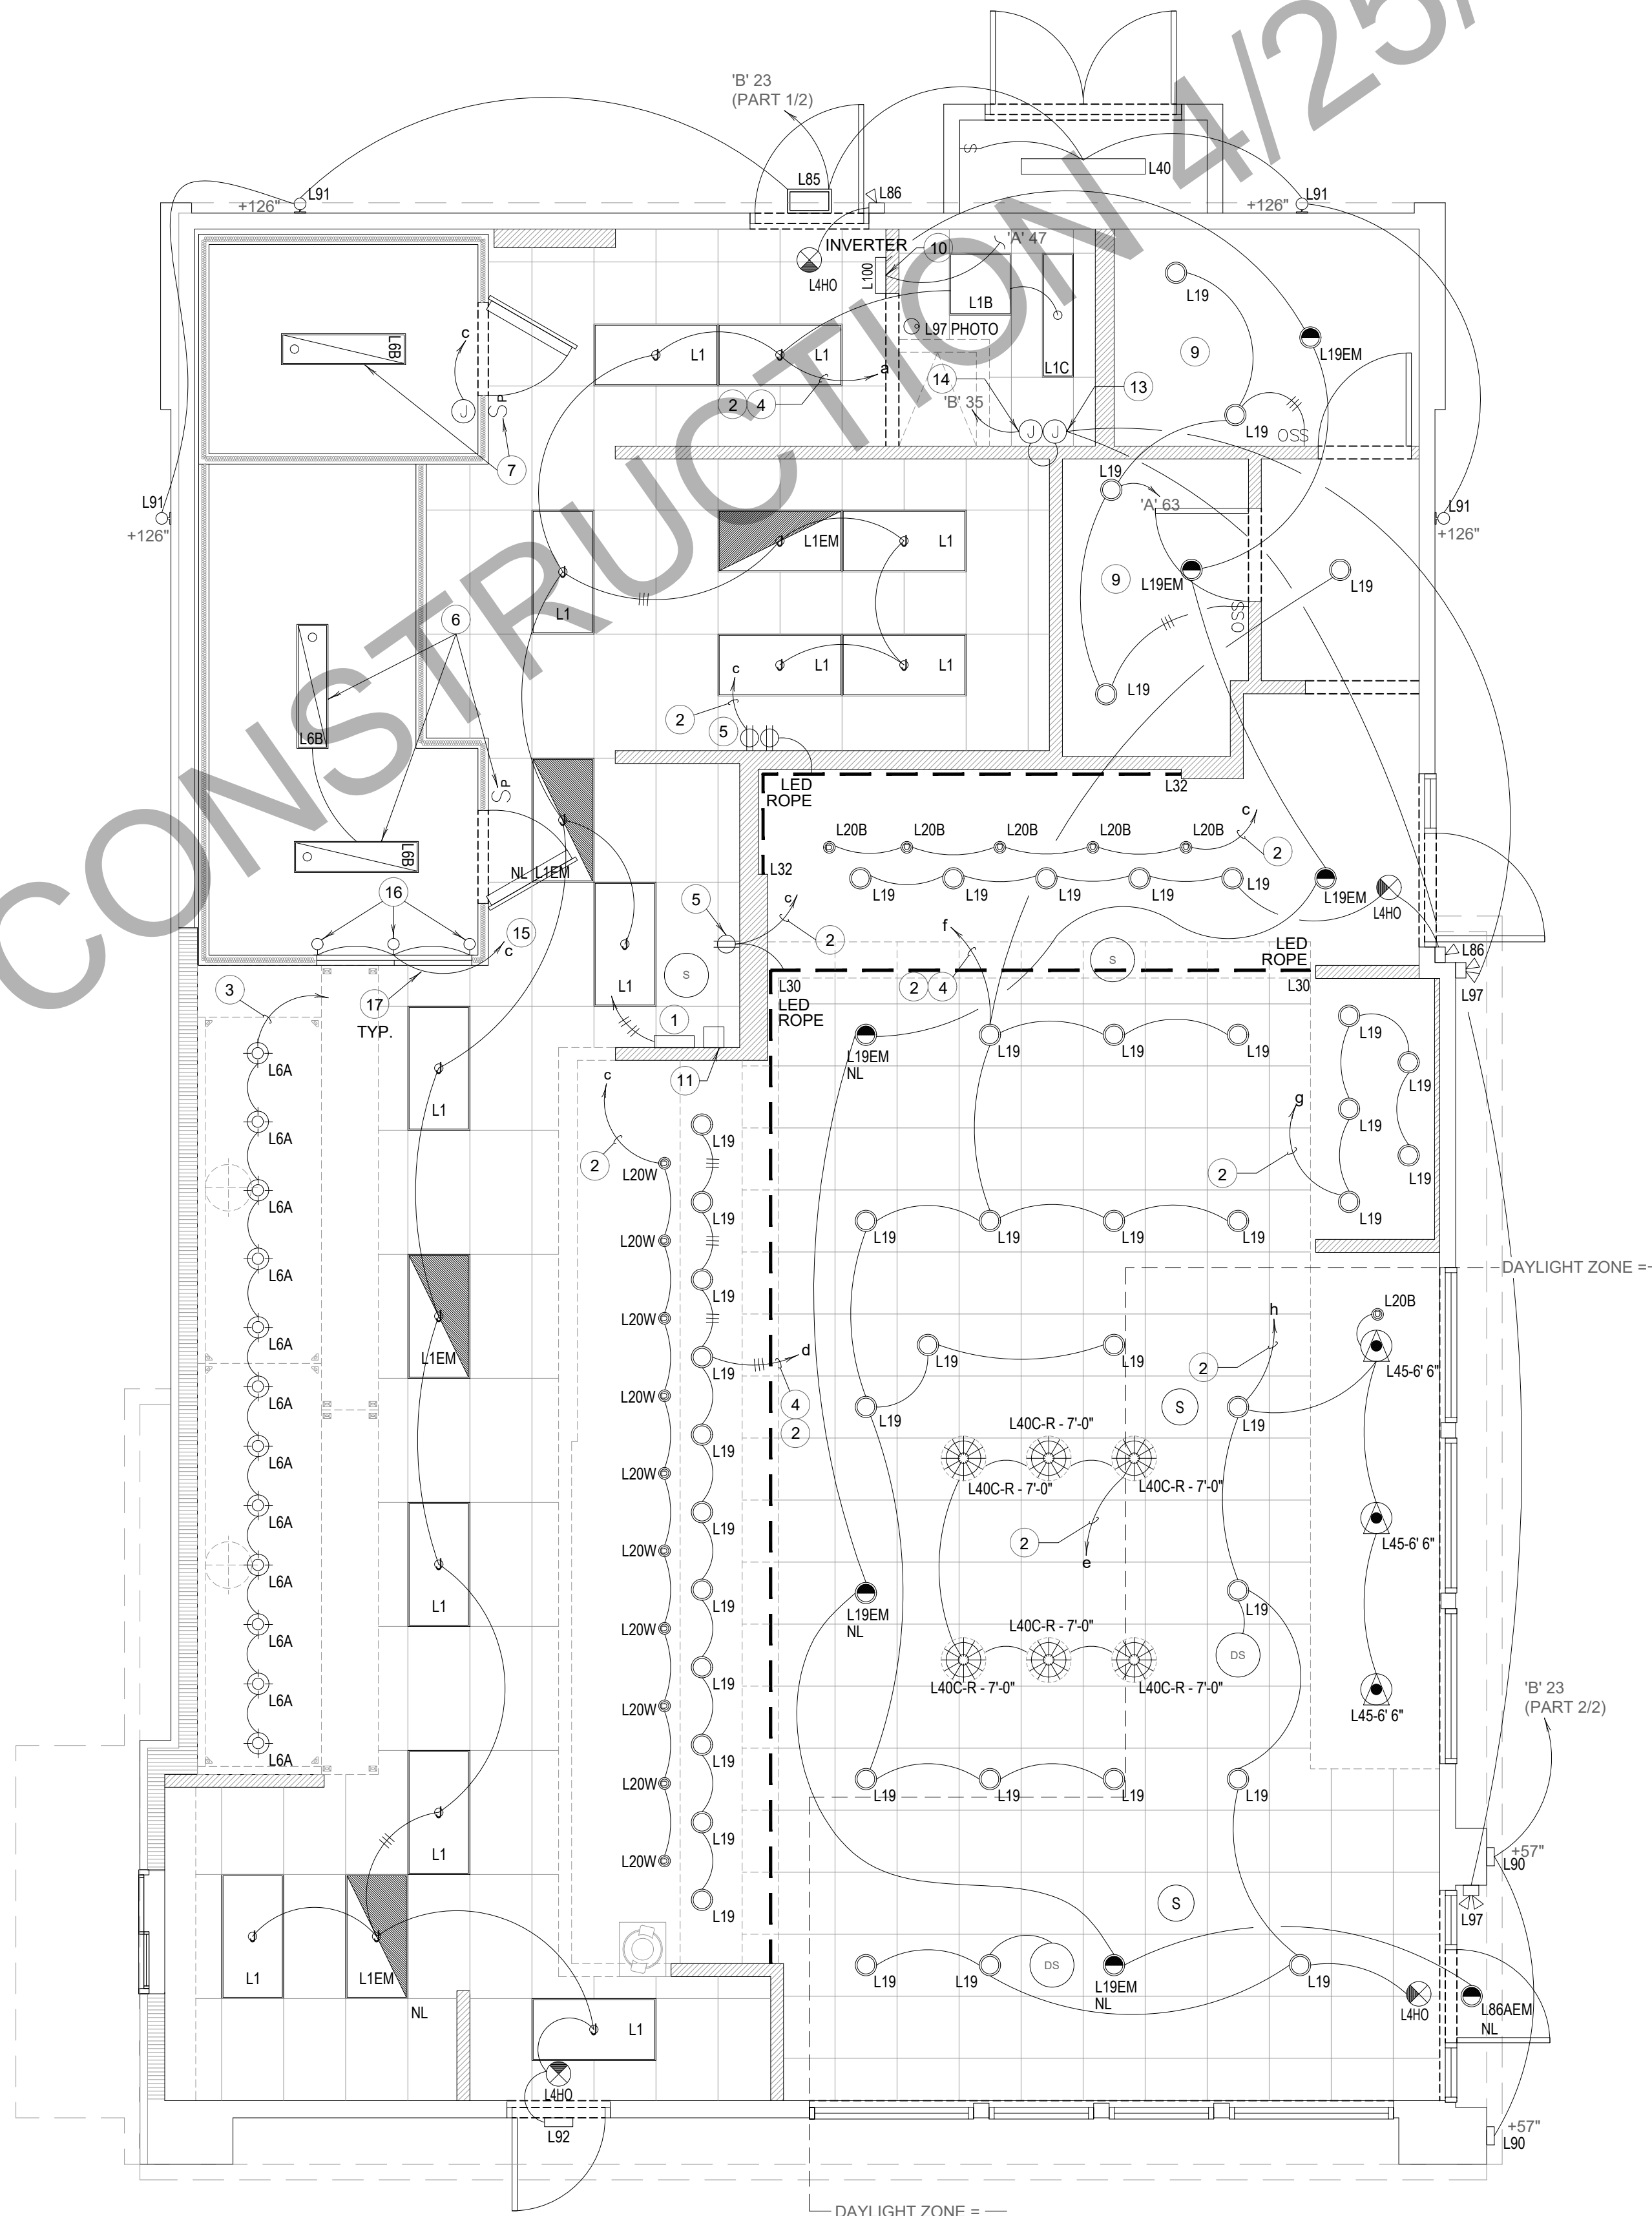 CONSTRUCTION 4/25/
'B' 23
(PART 1/2)
L85
L86
L40
L91
+126"
L91
+126"
INVERTER
10
'A' 47
L4HO
L100
L1B
L97 PHOTO
L1C
L19
L19EM
9
L6B
c
J
Sp
7
L1
L1
a
2
4
14
13
'B' 35
J
J
L19
OSS
L91
+126"
L91
+126"
L19
'A' 63
L1EM
L1
L1
9
L19EM
L19
OSS
6
L6B
L1
L1
L19
c
2
5
LED
ROPE
L32
L32
Sp
L6B
NL
L1EM
L20B
L20B
L20B
L20B
L20B
c
2
L19
L19
L19
L19
L19
L19EM
L4HO
16
15
c
5
c
2
f
2
4
S
LED
ROPE
L30
L86
L97
3
17
TYP.
L1
S
1
11
L30
LED
ROPE
L19EM
NL
L19
L19
L19
L19
L19
L19
L19
L19
g
2
L6A
L6A
L6A
L6A
L6A
L6A
L6A
L6A
L6A
L6A
L6A
L6A
L1
L1EM
L1
L1
c
2
L20W
L20W
L20W
L20W
L20W
L20W
L20W
L20W
L20W
L20W
L19
L19
L19
L19
L19
L19
L19
L19
L19
L19
L19
d
4
2
L19
L19
L19
L19
DAYLIGHT ZONE =
L20B
L45-6' 6"
h
2
L19
L19
L19
L19
S
L40C-R - 7'-0"
L40C-R - 7'-0"
L40C-R - 7'-0"
2
e
L45-6' 6"
L19EM
NL
L19
DS
L40C-R - 7'-0"
L40C-R - 7'-0"
L40C-R - 7'-0"
L45-6' 6"
'B' 23
(PART 2/2)
L19
L19
L19
L19
+57"
L90
S
L97
L1
L1EM
NL
L19
L19
DS
L19EM
NL
L19
L4HO
L86AEM
NL
L1
L4HO
L92
+57"
L90
DAYLIGHT ZONE =